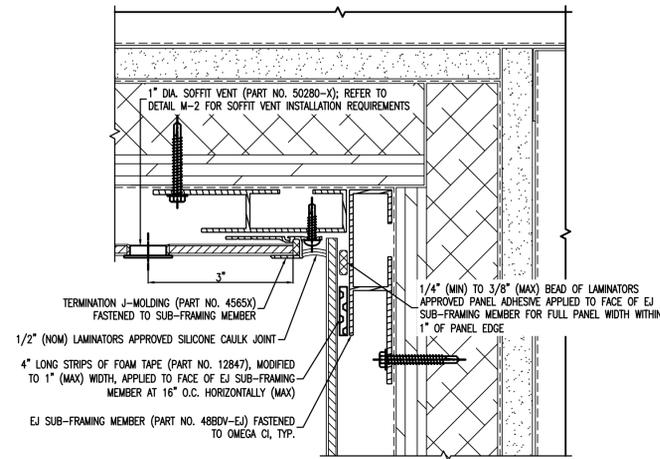 1" DIA. SOFFIT VENT (PART NO. 50280-X); REFER TO
DETAIL M-2 FOR SOFFIT VENT INSTALLATION REQUIREMENTS
3"
TERMINATION J-MOLDING (PART NO. 4565X)
FASTENED TO SUB-FRAMING MEMBER
1/2" (NOM) LAMINATORS APPROVED SILICONE CAULK JOINT
4" LONG STRIPS OF FOAM TAPE (PART NO. 12847), MODIFIED
TO 1" (MAX) WIDTH, APPLIED TO FACE OF EJ SUB-FRAMING
MEMBER AT 16" O.C. HORIZONTALLY (MAX)
EJ SUB-FRAMING MEMBER (PART NO. 48BDV-EJ) FASTENED
TO OMEGA CI, TYP.
1/4" (MIN) TO 3/8" (MAX) BEAD OF LAMINATORS
APPROVED PANEL ADHESIVE APPLIED TO FACE OF EJ
SUB-FRAMING MEMBER FOR FULL PANEL WIDTH WITHIN
1" OF PANEL EDGE